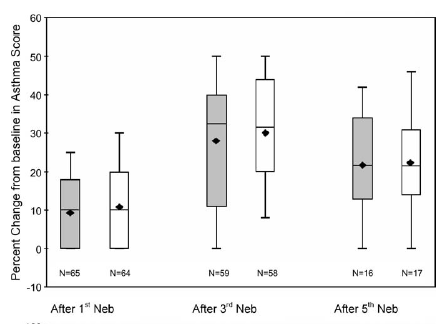 Percent Change from baseline in Asthma Score
60
50
40
30
20
10
0
-10
N=65 N=64 N=59 N=58 N=16 N=17
After 1st Neb After 3rd Neb After 5th Neb